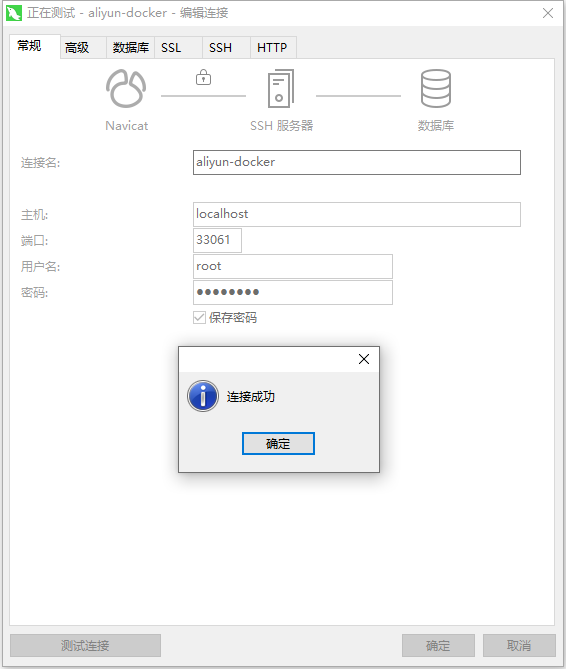 正在测试 - aliyun-docker - 编辑连接
常规 高级 数据库 SSL SSH HTTP
Navicat SSH 服务器 数据库
连接名: aliyun-docker
主机: localhost
端口: 33061
用户名: root
密码: ●●●●●●●●
保存密码
连接成功
确定
测试连接 确定 取消